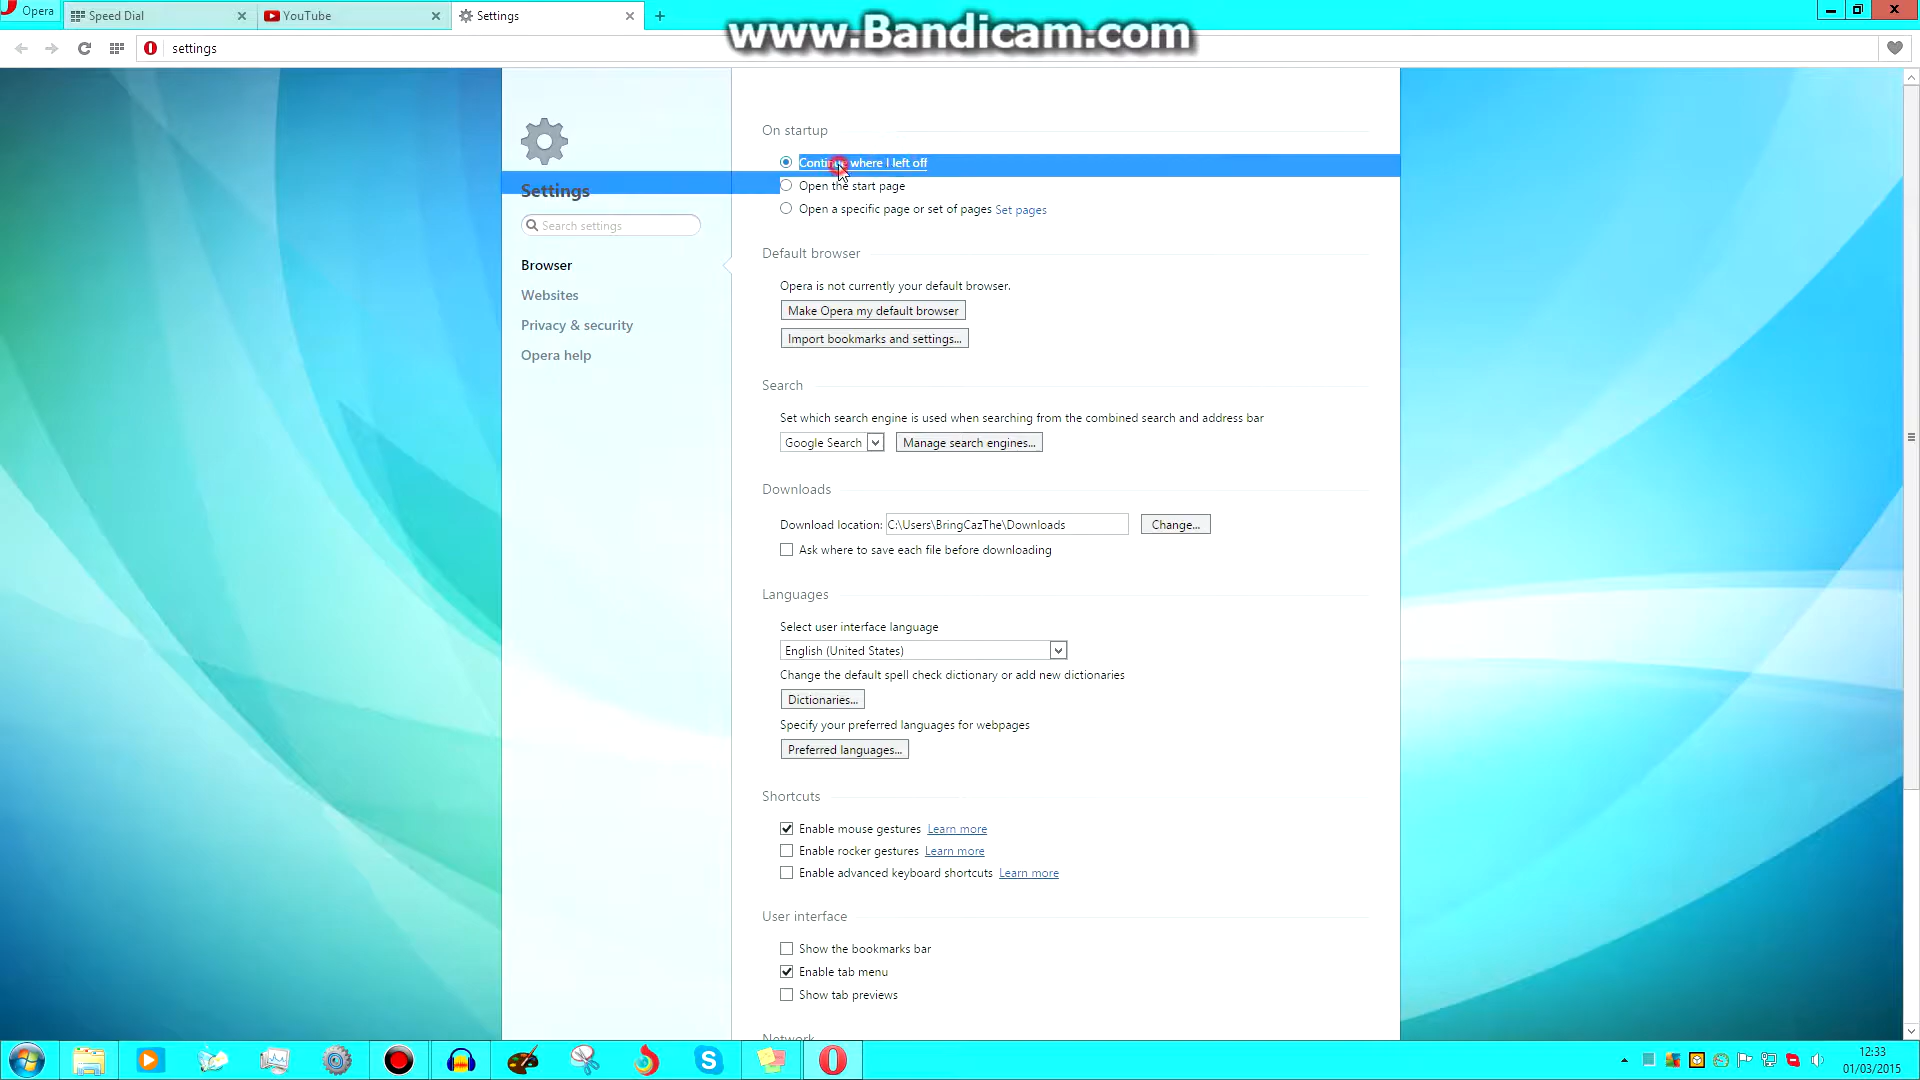 Opera
Speed Dial
YouTube
Settings
www.Bandicam.com
settings
On startup
Continue where I left off
Settings
Open the start page
Search settings
Open a specific page or set of pages Set pages
Browser
Websites
Privacy & security
Opera help
Default browser
Opera is not currently your default browser.
Make Opera my default browser
Import bookmarks and settings...
Search
Set which search engine is used when searching from the combined search and address bar
Google Search
Manage search engines...
Downloads
Download location: C:\Users\BringCazThe\Downloads
Change...
Ask where to save each file before downloading
Languages
Select user interface language
English (United States)
Change the default spell check dictionary or add new dictionaries
Dictionaries...
Specify your preferred languages for webpages
Preferred languages...
Shortcuts
Enable mouse gestures Learn more
Enable rocker gestures Learn more
Enable advanced keyboard shortcuts Learn more
User interface
Show the bookmarks bar
Enable tab menu
Show tab previews
Network
12:33
01/03/2015